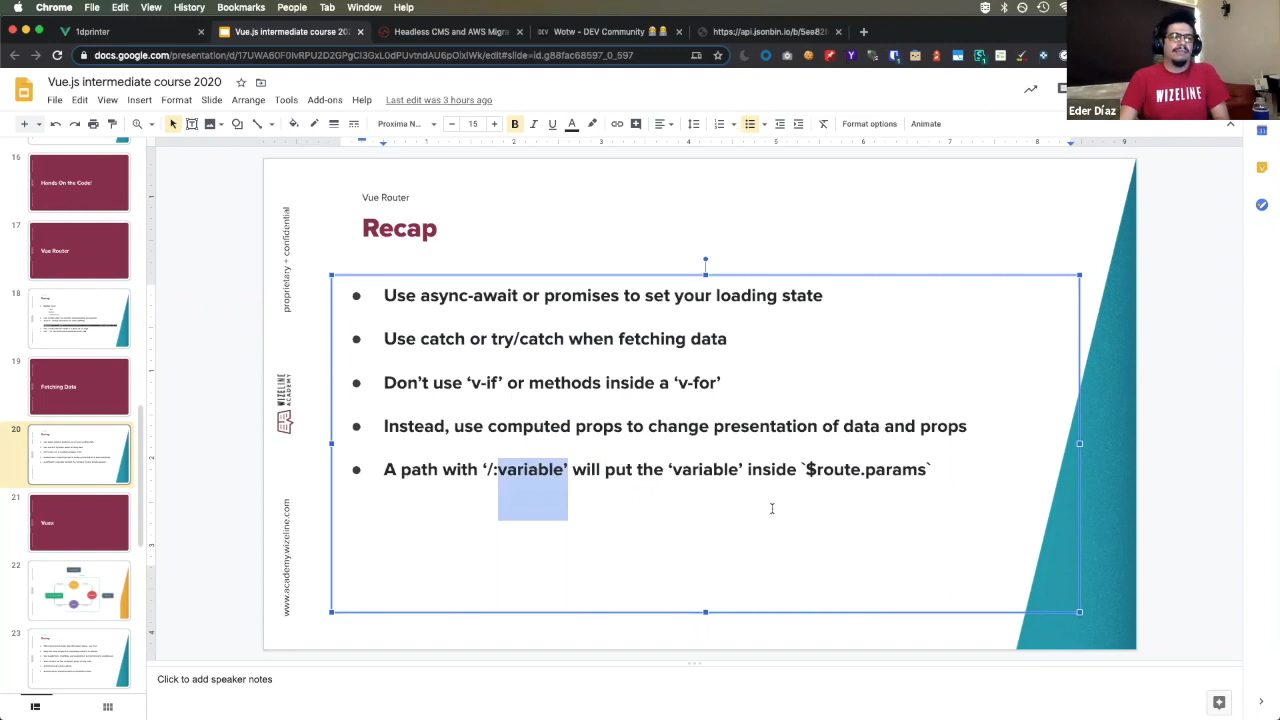 Chrome File Edit View History Bookmarks People Tab Window Help
1dprinter
Vue.js intermediate course 202
Headless CMS and AWS Migra
Wotw - DEV Community
https://api.jsonbin.io/b/5ee82
docs.google.com/presentation/d/17UWA60F0IvRPU2D2GPgCI3GxL0dPUvtndAU6pOlxIWk/edit#slide=id.g88fac68597_0_597
Eder Díaz
WIZELINE
Vue.js intermediate course 2020
File Edit View Insert Format Slide Arrange Tools Add-ons Help Last edit was 3 hours ago
Proxima N... 15 Format options Animate
16
Hands On the Code!
17
Vue Router
18
19
Fetching Data
20
21
Vuex
22
23
Vue Router
Recap
● Use async-await or promises to set your loading state
● Use catch or try/catch when fetching data
● Don’t use ‘v-if’ or methods inside a ‘v-for’
● Instead, use computed props to change presentation of data and props
● A path with ‘/:variable’ will put the ‘variable’ inside `$route.params`
proprietary + confidential
WIZELINE
ACADEMY
www.academy.wizeline.com
Click to add speaker notes